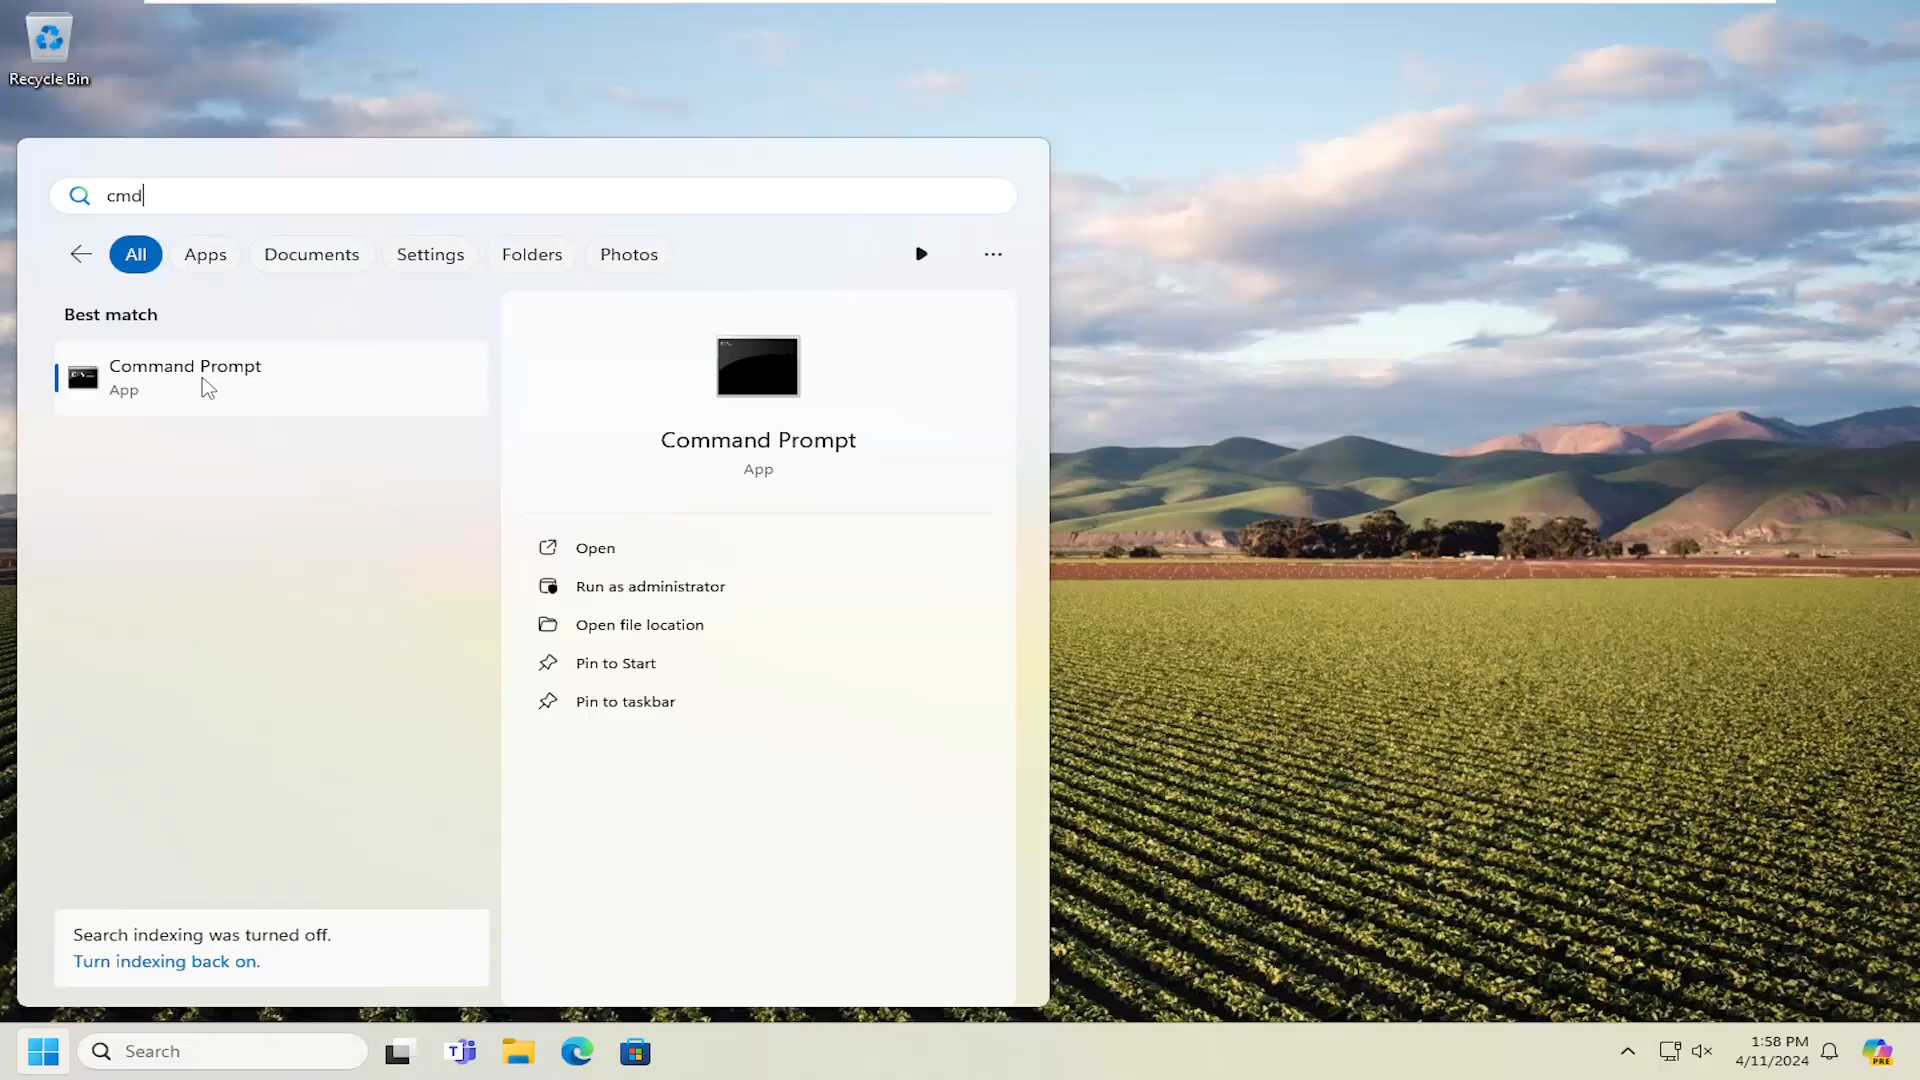 Recycle Bin
cmd
All Apps Documents Settings Folders Photos
Best match
Command Prompt
App
Command Prompt
App
Open
Run as administrator
Open file location
Pin to Start
Pin to taskbar
Search indexing was turned off.
Turn indexing back on.
Search
1:58 PM
4/11/2024
PRE